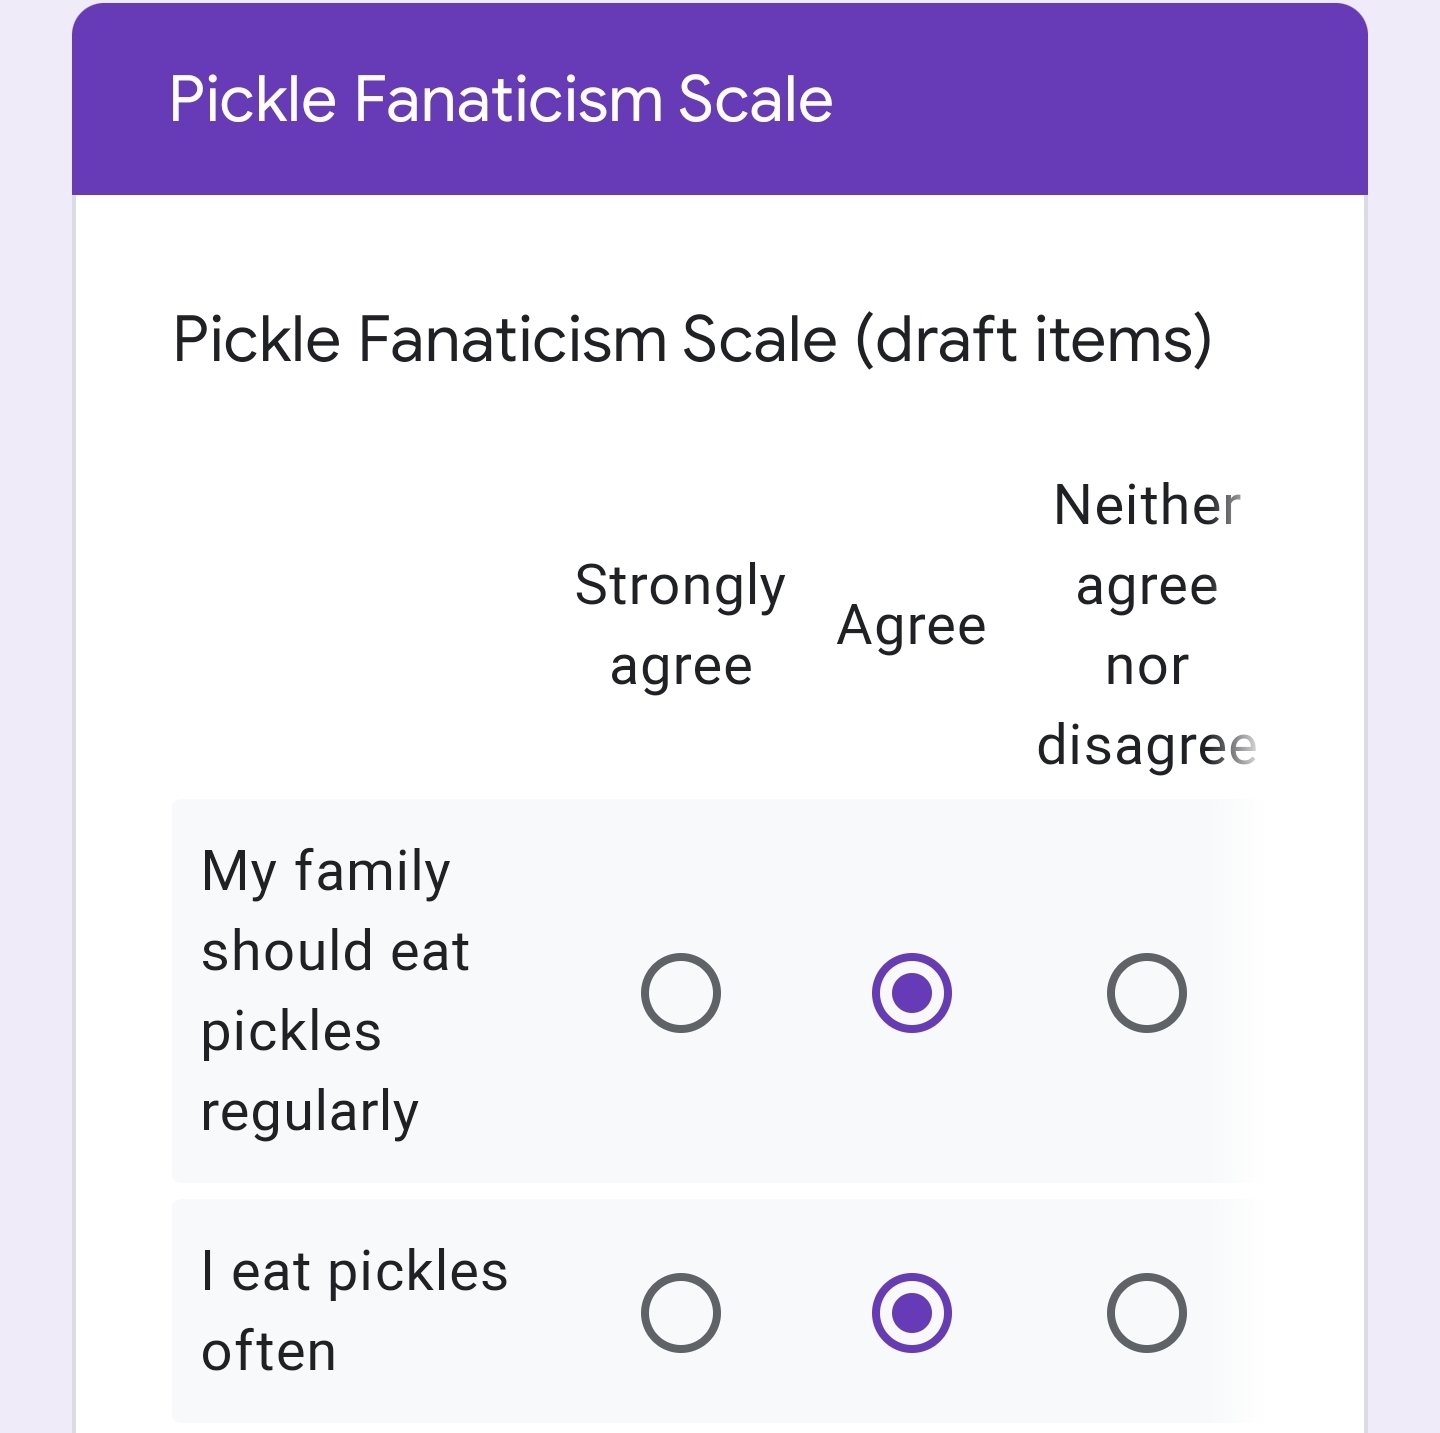 Pickle Fanaticism Scale
Pickle Fanaticism Scale (draft items)
Strongly
agree
Agree
Neither
agree
nor
disagree
My family
should eat
pickles
regularly
I eat pickles
often